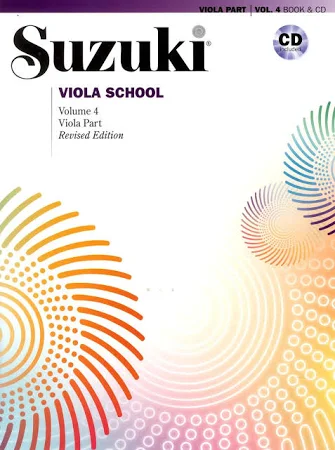 VIOLA PART | VOL. 4 BOOK & CD
Suzuki®
CD
included
VIOLA SCHOOL
Volume 4
Viola Part
Revised Edition